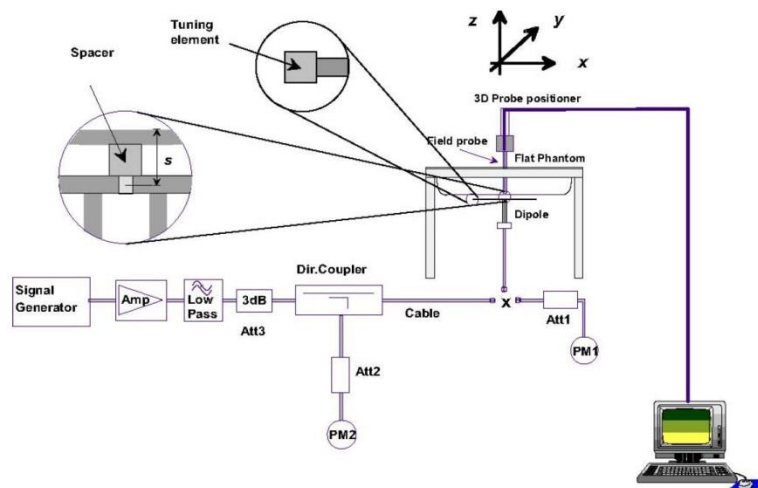 Tuning
element
Spacer
s
z
y
x
3D Probe positioner
Field probe
Flat Phantom
Dipole
Signal
Generator
Amp
Low
Pass
3dB
Att3
Dir.Coupler
Cable
x
Att1
PM1
Att2
PM2